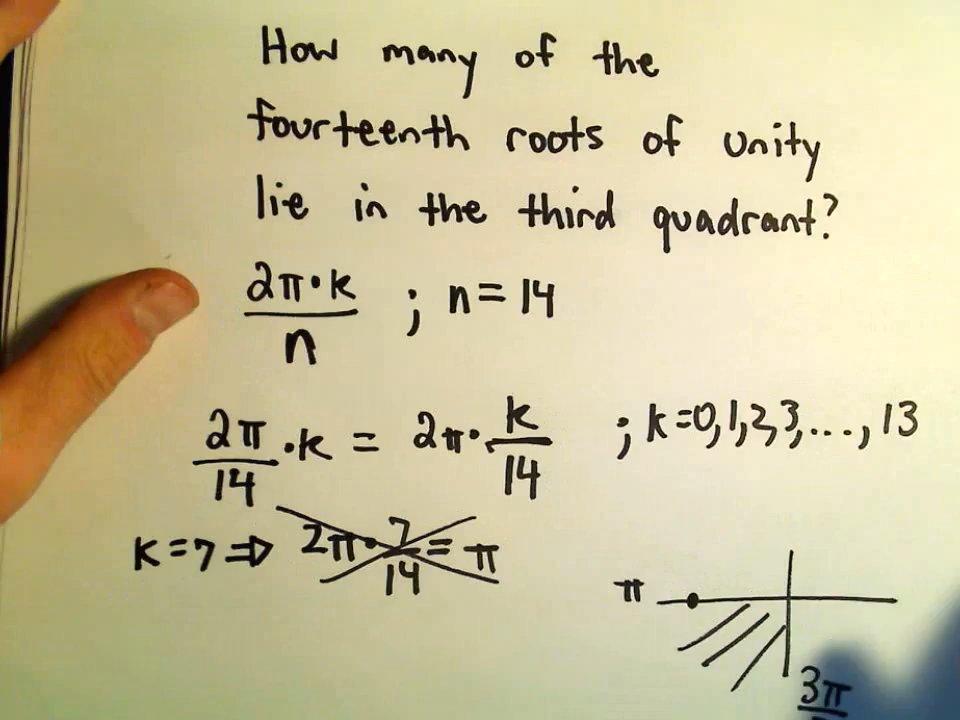 How many of the
fourteenth roots of unity
lie in the third quadrant?
2π·k/n ; n=14
2π/14 ·k = 2π· k/14 ; k=0,1,2,3,...,13
k=7 ⇒ 2π· 7/14 = π
π
3π